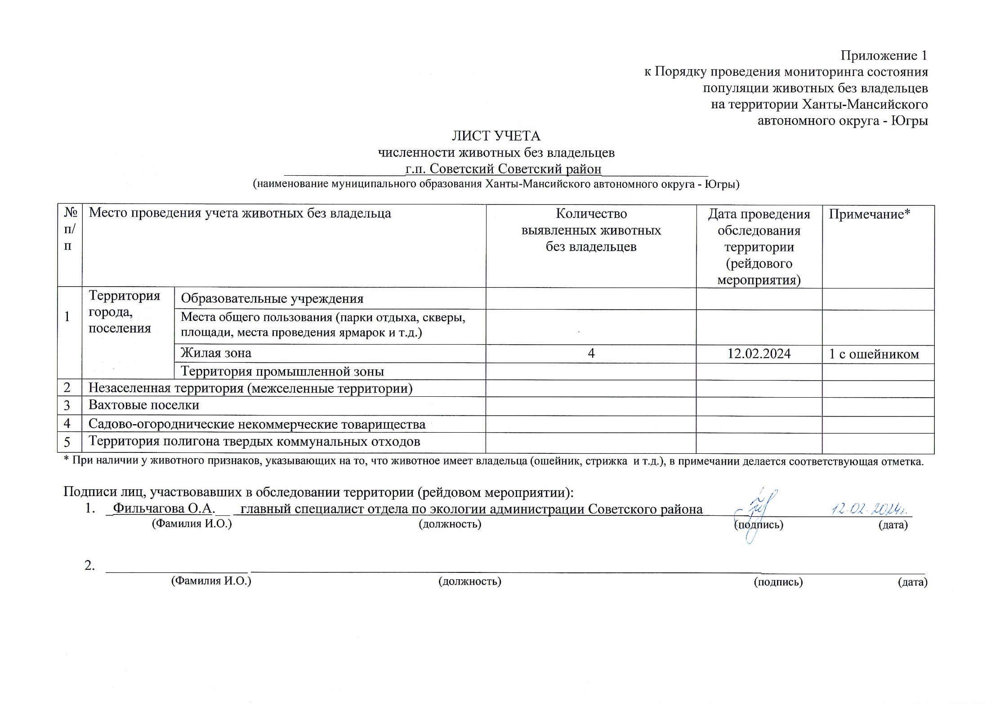 Приложение 1
к Порядку проведения мониторинга состояния
популяции животных без владельцев
на территории Ханты-Мансийского
автономного округа - Югры
ЛИСТ УЧЕТА
численности животных без владельцев
г.п. Советский Советский район
(наименование муниципального образования Ханты-Мансийского автономного округа - Югры)
№ п/п Место проведения учета животных без владельца
Количество
выявленных животных
без владельцев
Дата проведения
обследования
территории
(рейдового
мероприятия)
Примечание*
1
Территория
города,
поселения
Образовательные учреждения
Места общего пользования (парки отдыха, скверы,
площади, места проведения ярмарок и т.д.)
Жилая зона 4 12.02.2024 1 с ошейником
Территория промышленной зоны
2 Незаселенная территория (межселенные территории)
3 Вахтовые поселки
4 Садово-огороднические некоммерческие товарищества
5 Территория полигона твердых коммунальных отходов
* При наличии у животного признаков, указывающих на то, что животное имеет владельца (ошейник, стрижка и т.д.), в примечании делается соответствующая отметка.
Подписи лиц, участвовавших в обследовании территории (рейдовом мероприятии):
1. Фильчагова О.А. главный специалист отдела по экологии администрации Советского района 12.02.2024г.
(Фамилия И.О.) (должность) (подпись) (дата)
2.
(Фамилия И.О.) (должность) (подпись) (дата)